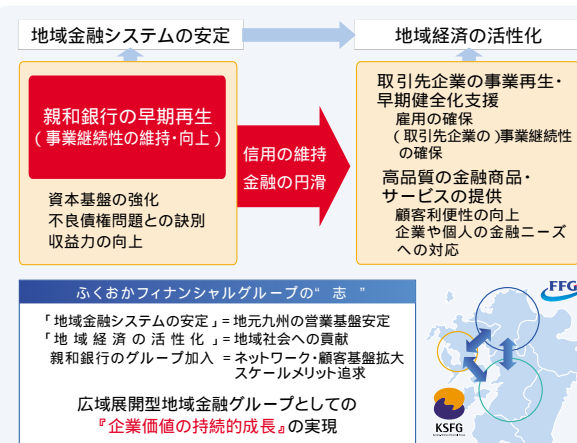 地域金融システムの安定
地域経済の活性化
親和銀行の早期再生
(事業継続性の維持・向上)
資本基盤の強化
不良債権問題との訣別
収益力の向上
信用の維持
金融の円滑
取引先企業の事業再生・
早期健全化支援
雇用の確保
(取引先企業の)事業継続性
の確保
高品質の金融商品・
サービスの提供
顧客利便性の向上
企業や個人の金融ニーズ
への対応
ふくおかフィナンシャルグループの“志”
「地域金融システムの安定」=地元九州の営業基盤安定
「地域経済の活性化」=地域社会への貢献
親和銀行のグループ加入 =ネットワーク・顧客基盤拡大
スケールメリット追求
広域展開型地域金融グループとしての
『企業価値の持続的成長』の実現
FFG
KSFG